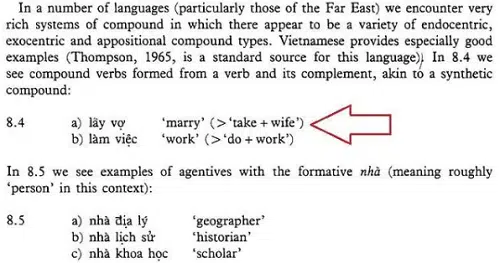 In a number of languages (particularly those of the Far East) we encounter very
rich systems of compound in which there appear to be a variety of endocentric,
exocentric and appositional compound types. Vietnamese provides especially good
examples (Thompson, 1965, is a standard source for this language). In 8.4 we
see compound verbs formed from a verb and its complement, akin to a synthetic
compound:
8.4 a) lãy vợ ‘marry’ (>‘take + wife’)
b) làm việc ‘work’ (>‘do + work’)
In 8.5 we see examples of agentives with the formative nhà (meaning roughly
‘person’ in this context):
8.5 a) nhà địa lý ‘geographer’
b) nhà lịch sử ‘historian’
c) nhà khoa học ‘scholar’